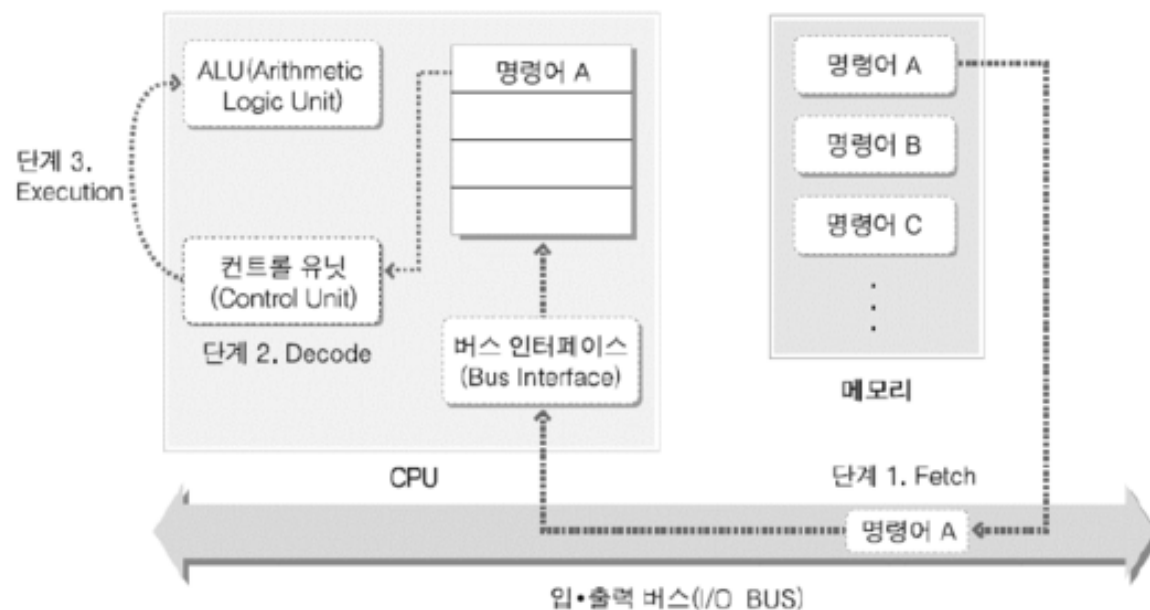 ALU(Arithmetic
Logic Unit)
명령어 A
명령어 A
명령어 B
명령어 C
단계 3.
Execution
컨트롤 유닛
(Control Unit)
단계 2. Decode
버스 인터페이스
(Bus Interface)
메모리
CPU
단계 1. Fetch
명령어 A
입•출력 버스(I/O BUS)